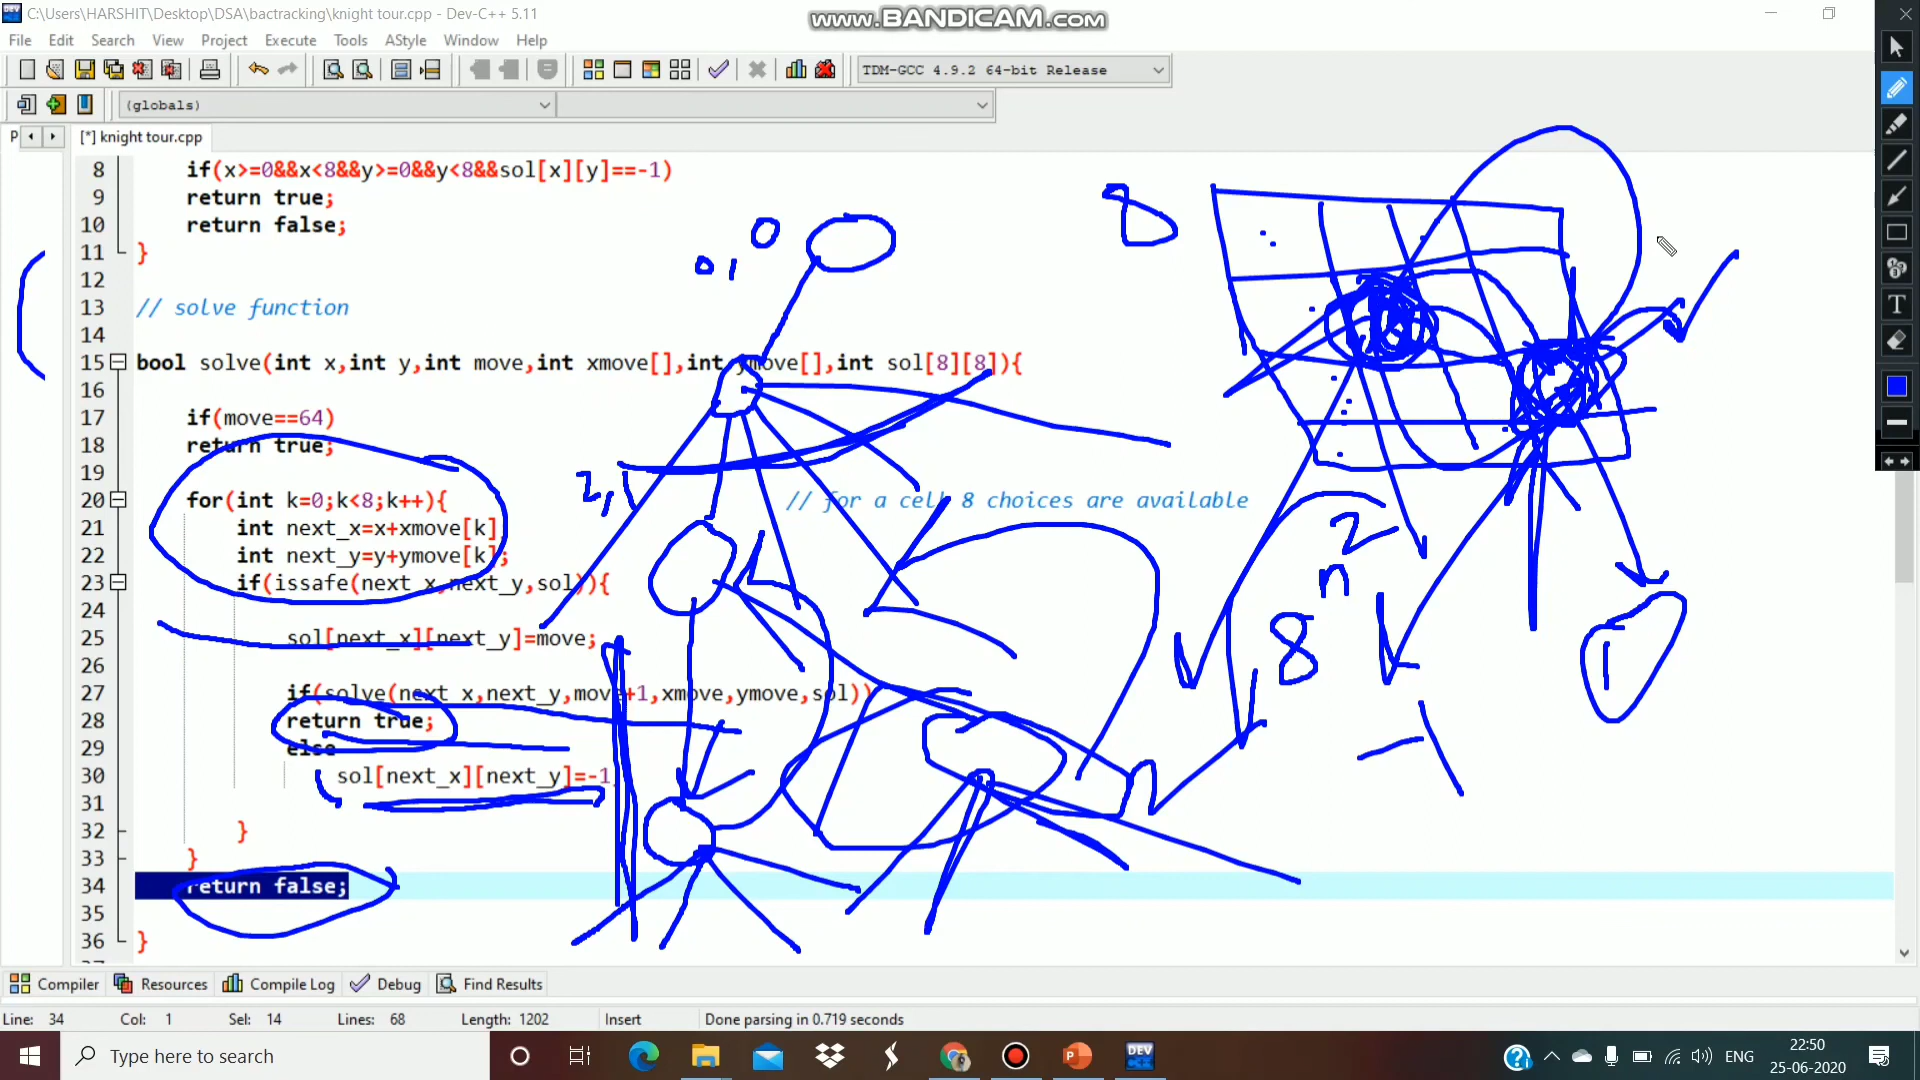 C:\Users\HARSHIT\Desktop\DSA\bactracking\knight tour.cpp - Dev-C++ 5.11
www.BANDICAM.com
File Edit Search View Project Execute Tools AStyle Window Help
TDM-GCC 4.9.2 64-bit Release
(globals)
P [*] knight tour.cpp
8 if(x>=0&&x<8&&y>=0&&y<8&&sol[x][y]==-1)
9 return true;
10 return false;
11 }
12
13 // solve function
14
15 bool solve(int x,int y,int move,int xmove[],int ymove[],int sol[8][8]){
16
17 if(move==64)
18 return true;
19
20 for(int k=0;k<8;k++){ // for a cell 8 choices are available
21 int next_x=x+xmove[k]
22 int next_y=y+ymove[k];
23 if(issafe(next_x,next_y,sol)){
24
25 sol[next_x][next_y]=move;
26
27 if(solve(next_x,next_y,move+1,xmove,ymove,sol))
28 return true;
29 else
30 sol[next_x][next_y]=-1
31
32 }
33 }
34 return false;
35
36 }
8
0,0
2,1
8 n 2
1
Compiler Resources Compile Log Debug Find Results
Line: 34 Col: 1 Sel: 14 Lines: 68 Length: 1202 Insert Done parsing in 0.719 seconds
Type here to search
DEV
ENG
22:50
25-06-2020